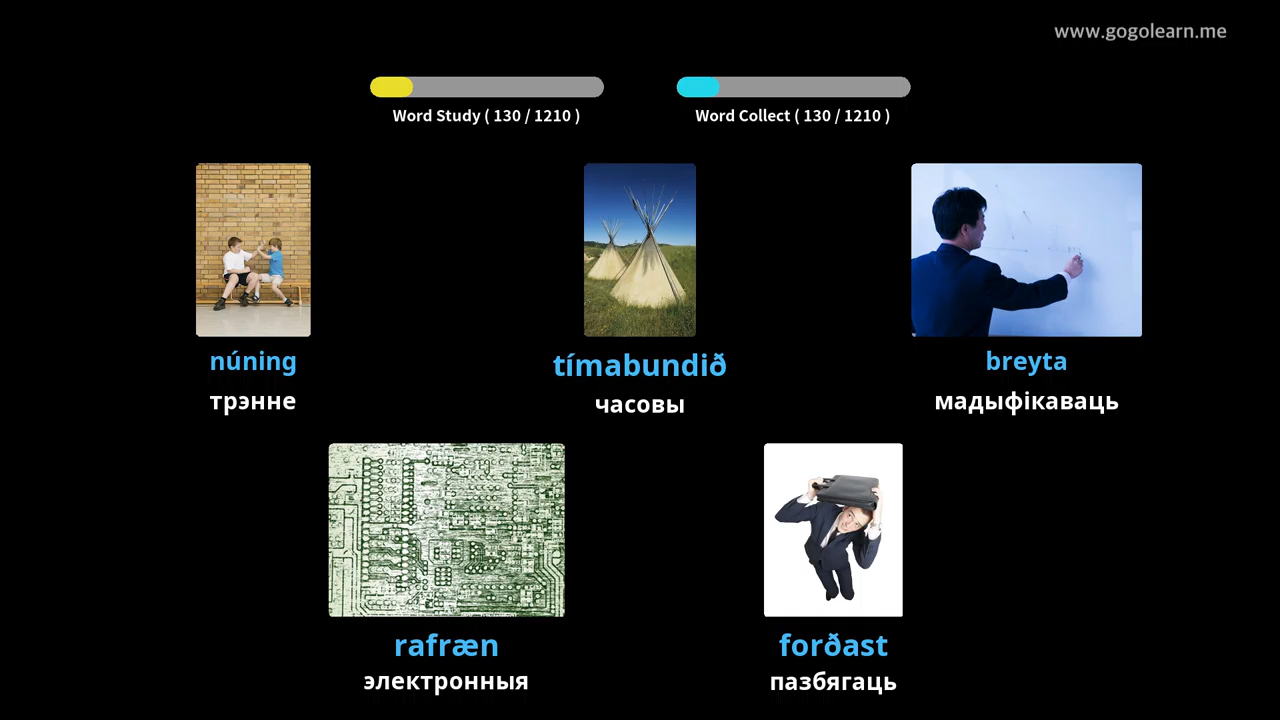 www.gogolearn.me
Word Study ( 130 / 1210 )
Word Collect ( 130 / 1210 )
núning
tímabundið
breyta
трэнне
часовы
мадыфікаваць
rafræn
forðast
электронныя
пазбягаць